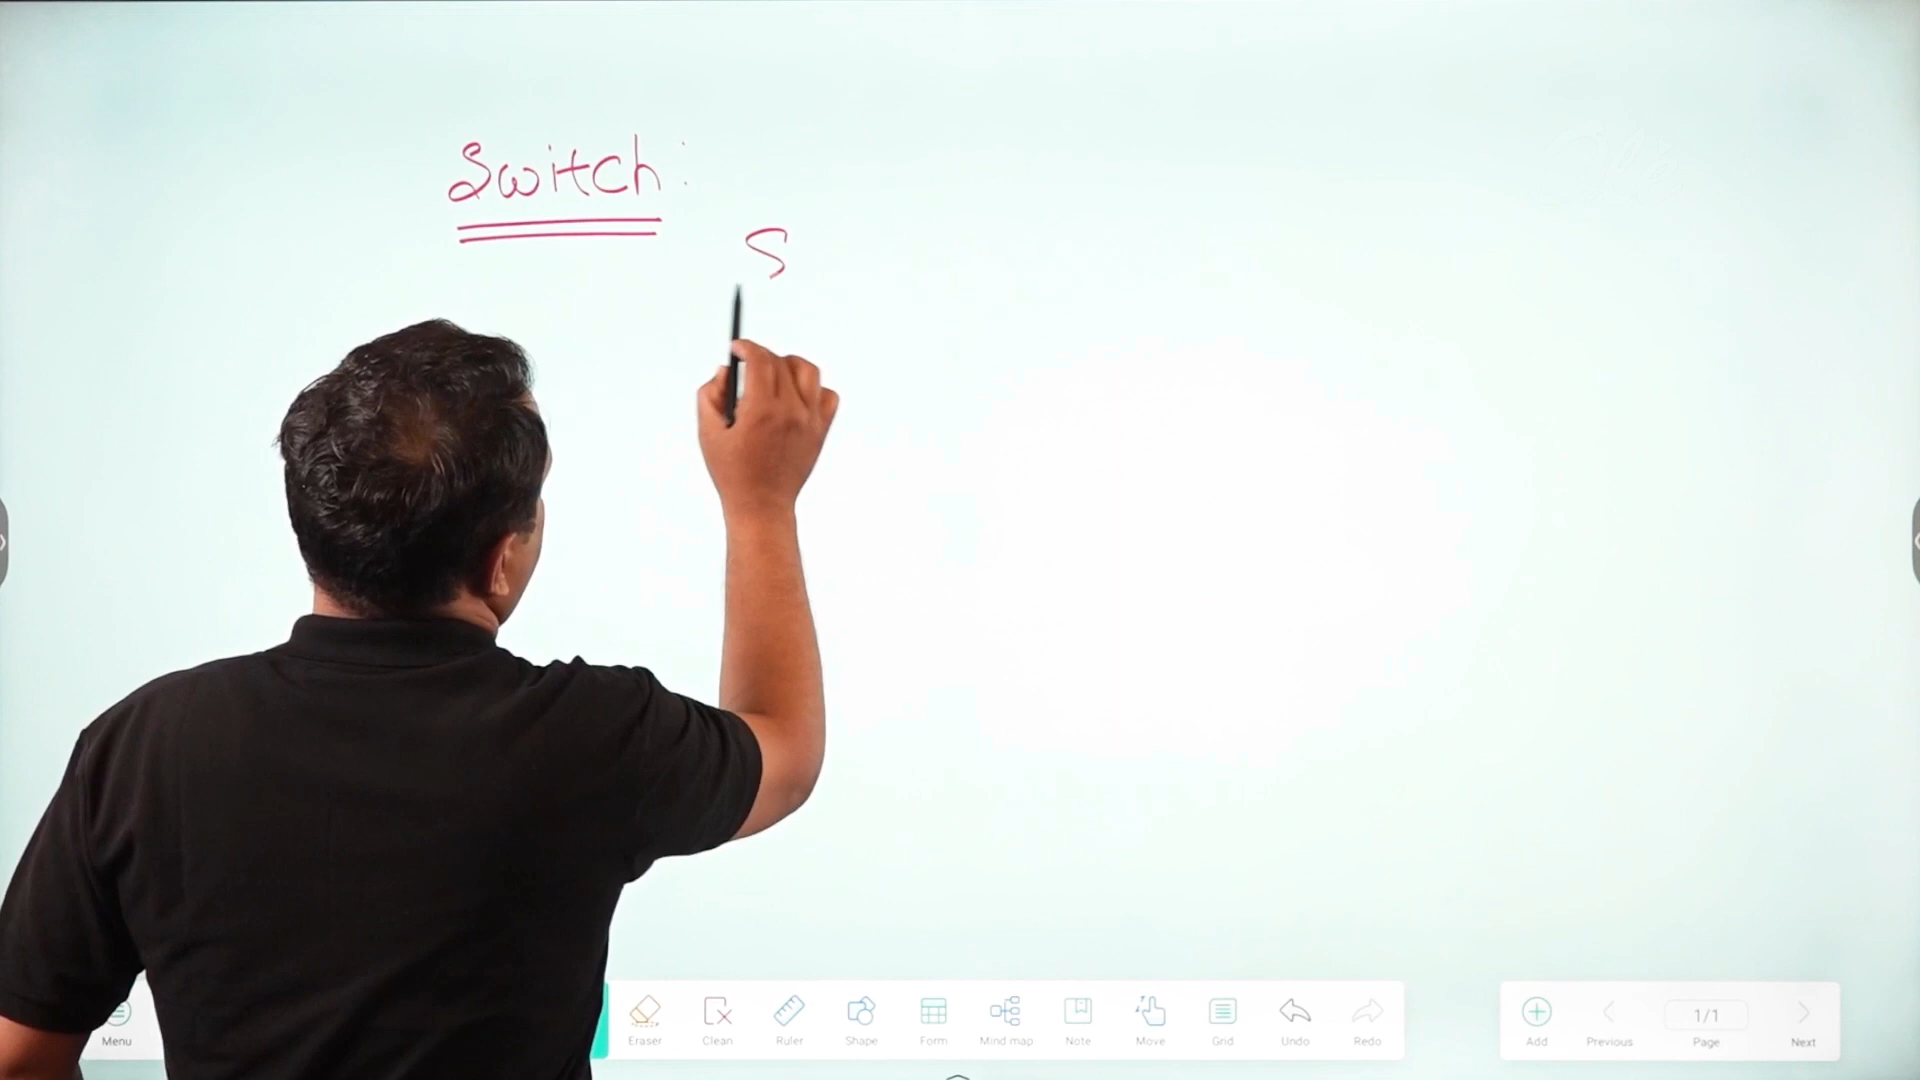 Switch:
S
Menu Eraser Clean Ruler Shape Form Mind map Note Move Grid Undo Redo Add Previous 1/1 Page Next